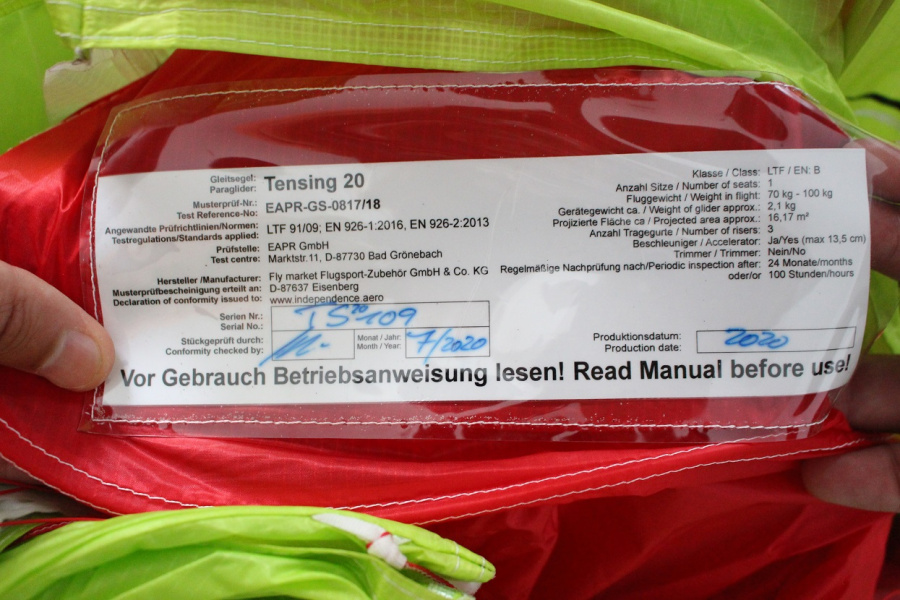 Gleitsegel:
Paraglider: Tensing 20
Musterprüf-Nr.:
Test Reference-No: EAPR-GS-0817/18
Angewandte Prüfrichtlinien/Normen:
Testregulations/Standards applied: LTF 91/09; EN 926-1:2016, EN 926-2:2013
Prüfstelle: EAPR GmbH
Test centre: Marktstr.11, D-87730 Bad Grönebach
Hersteller / Manufacturer: Fly market Flugsport-Zubehör GmbH & Co. KG
Musterprüfbescheinigung erteilt an: D-87637 Eisenberg
Declaration of conformity issued to: www.independence.aero
Serien Nr.:
Serial No.: TS20 109
Stückgeprüft durch:
Conformity checked by:
Monat / Jahr:
Month / Year: 7/2020
Klasse / Class: LTF / EN: B
Anzahl Sitze / Number of seats: 1
Fluggewicht / Weight in flight: 70 kg - 100 kg
Gerätegewicht ca. / Weight of glider approx.: 2,1 kg
Projizierte Fläche ca / Projected area approx.: 16,17 m²
Anzahl Tragegurte / Number of risers: 3
Beschleuniger / Accelerator: Ja/Yes (max 13,5 cm)
Trimmer / Trimmer: Nein/No
Regelmäßige Nachprüfung nach/Periodic inspection after: 24 Monate/months
oder/or 100 Stunden/hours
Produktionsdatum:
Production date: 2020
Vor Gebrauch Betriebsanweisung lesen! Read Manual before use!